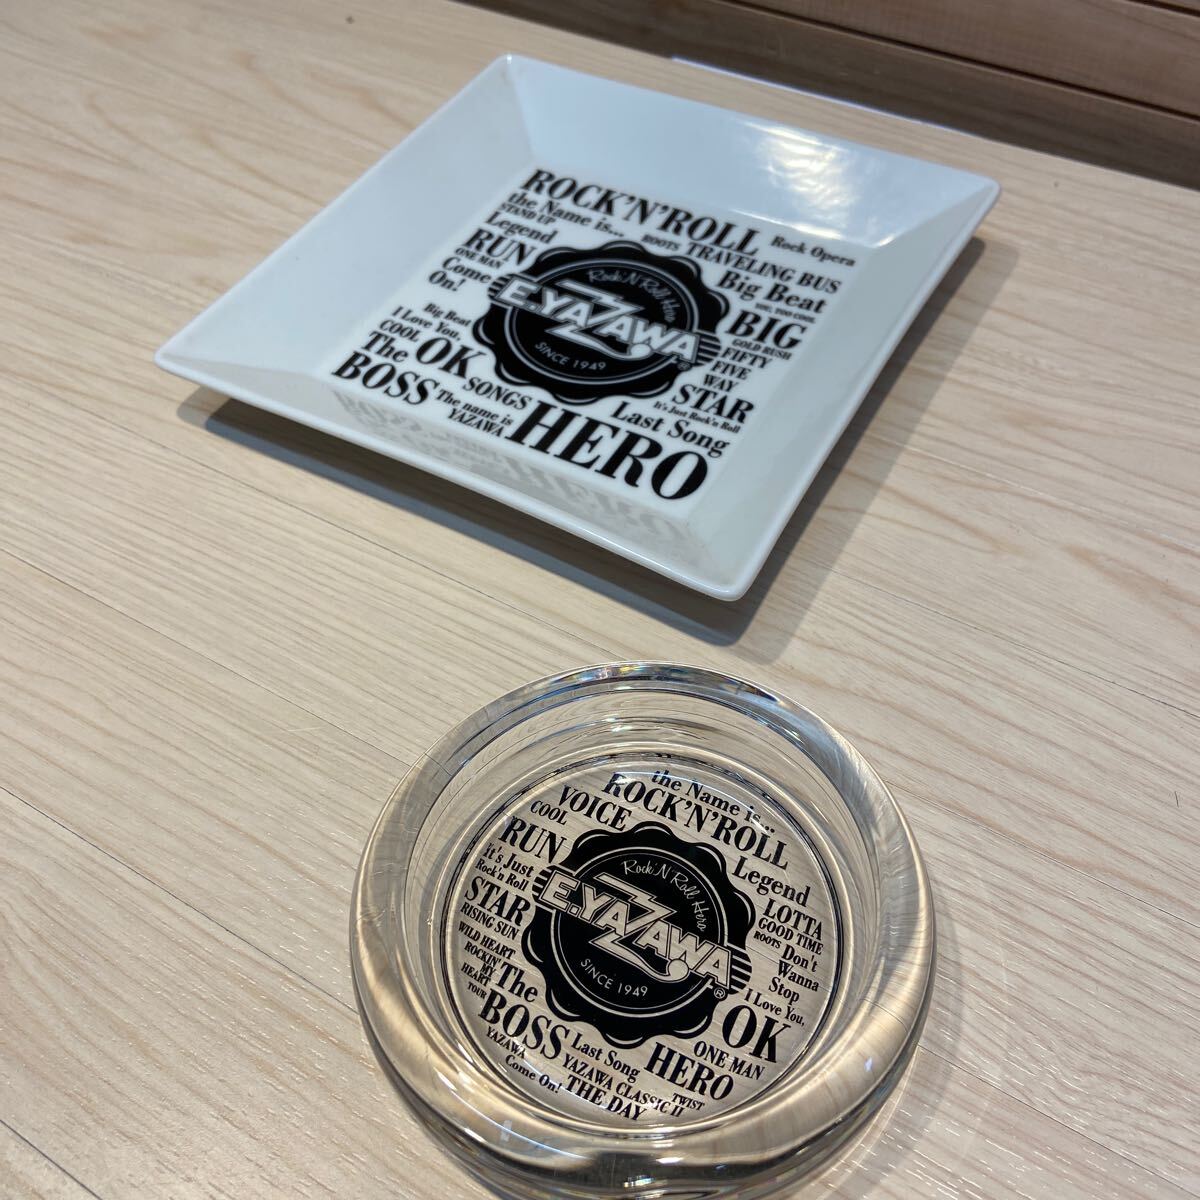 ROCK'N'ROLL
the Name is...
STAND UP
ROOTS
TRAVELING BUS
Rock Opera
Legend
RUN
ONE MAN
Come
On!
Big Beat
YOU, TOO COOL
BIG
GOLD RUSH
FIFTY
FIVE
WAY
STAR
It's Just Rock'n Roll
Rock 'N' Roll Hero
E.YAZAWA®
SINCE 1949
Big Beat
I Love You,
COOL
OK
The
BOSS
SONGS
The name is
YAZAWA
HERO
Last Song
the Name is...
ROCK'N'ROLL
VOICE
COOL
RUN
It's Just
Rock'n Roll
STAR
RISING SUN
WILD HEART
ROCKIN'
MY
HEART
TOUR
The
BOSS
YAZAWA
Come On!
Legend
LOTTA
GOOD TIME
ROOTS
Don't
Wanna
Stop
I Love You,
OK
ONE MAN
HERO
TWIST
Last Song
YAZAWA CLASSIC II
THE DAY
Rock 'N' Roll Hero
E.YAZAWA®
SINCE 1949